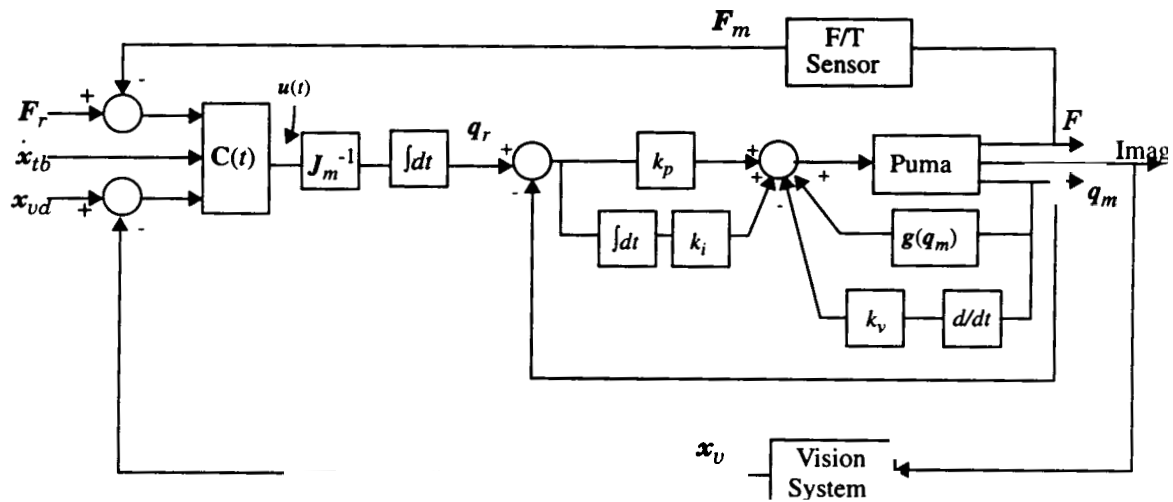 F_m
F/T
Sensor
-
u(t)
F_r
+
F
ẋ_tb
C(t)
J_m^-1
∫dt
q_r
+
-
k_p
+
+
+
-
Puma
Imag
q_m
x_vd
+
-
∫dt
k_i
g(q_m)
k_v
d/dt
x_v
Vision
System